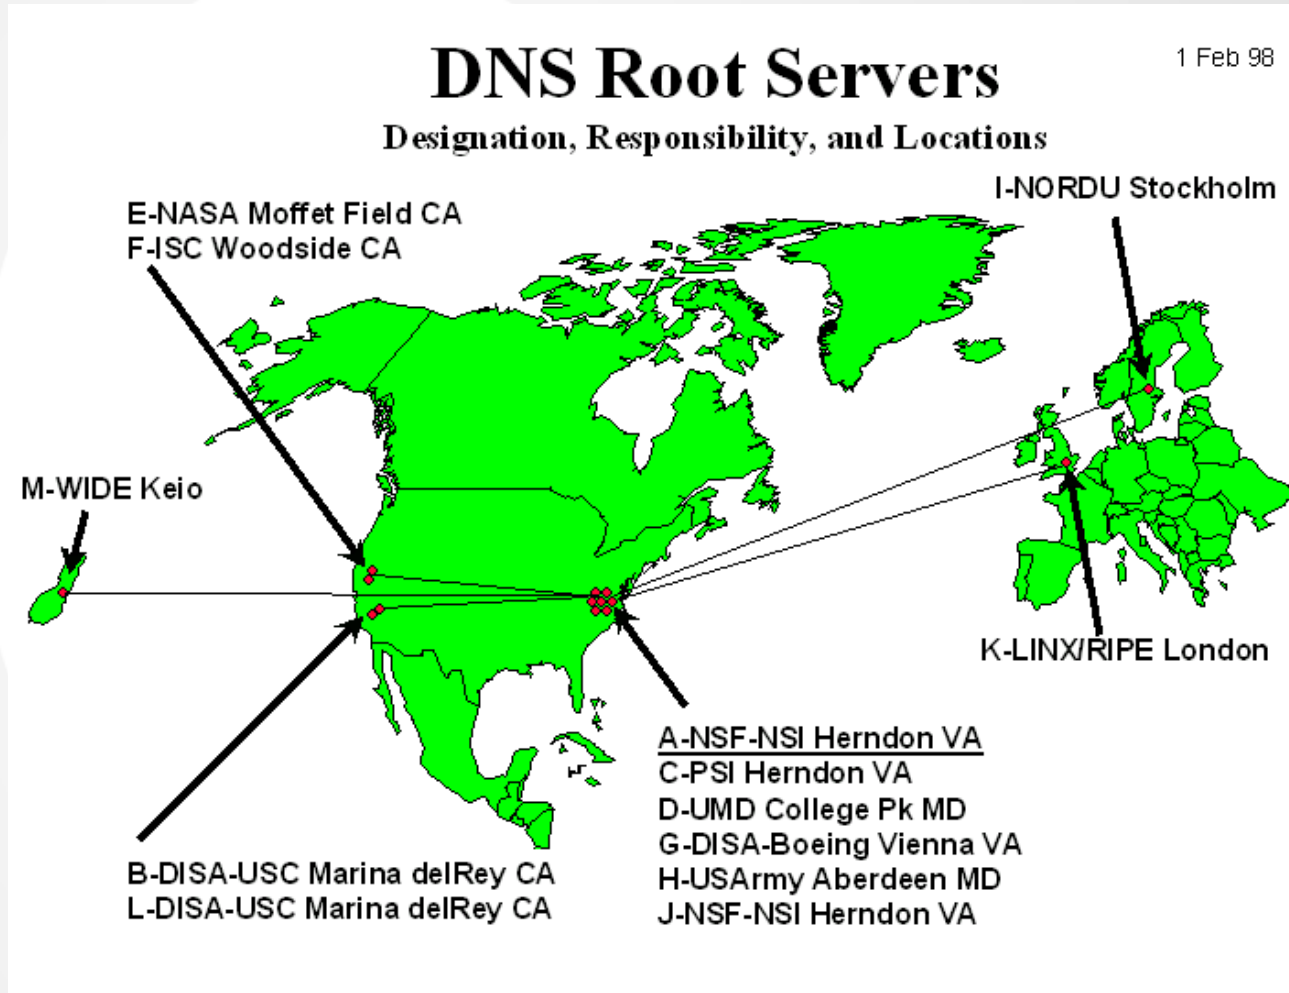 DNS Root Servers
1 Feb 98
Designation, Responsibility, and Locations
I-NORDU Stockholm
E-NASA Moffet Field CA
F-ISC Woodside CA
M-WIDE Keio
K-LINX/RIPE London
A-NSF-NSI Herndon VA
C-PSI Herndon VA
D-UMD College Pk MD
G-DISA-Boeing Vienna VA
H-USArmy Aberdeen MD
J-NSF-NSI Herndon VA
B-DISA-USC Marina delRey CA
L-DISA-USC Marina delRey CA